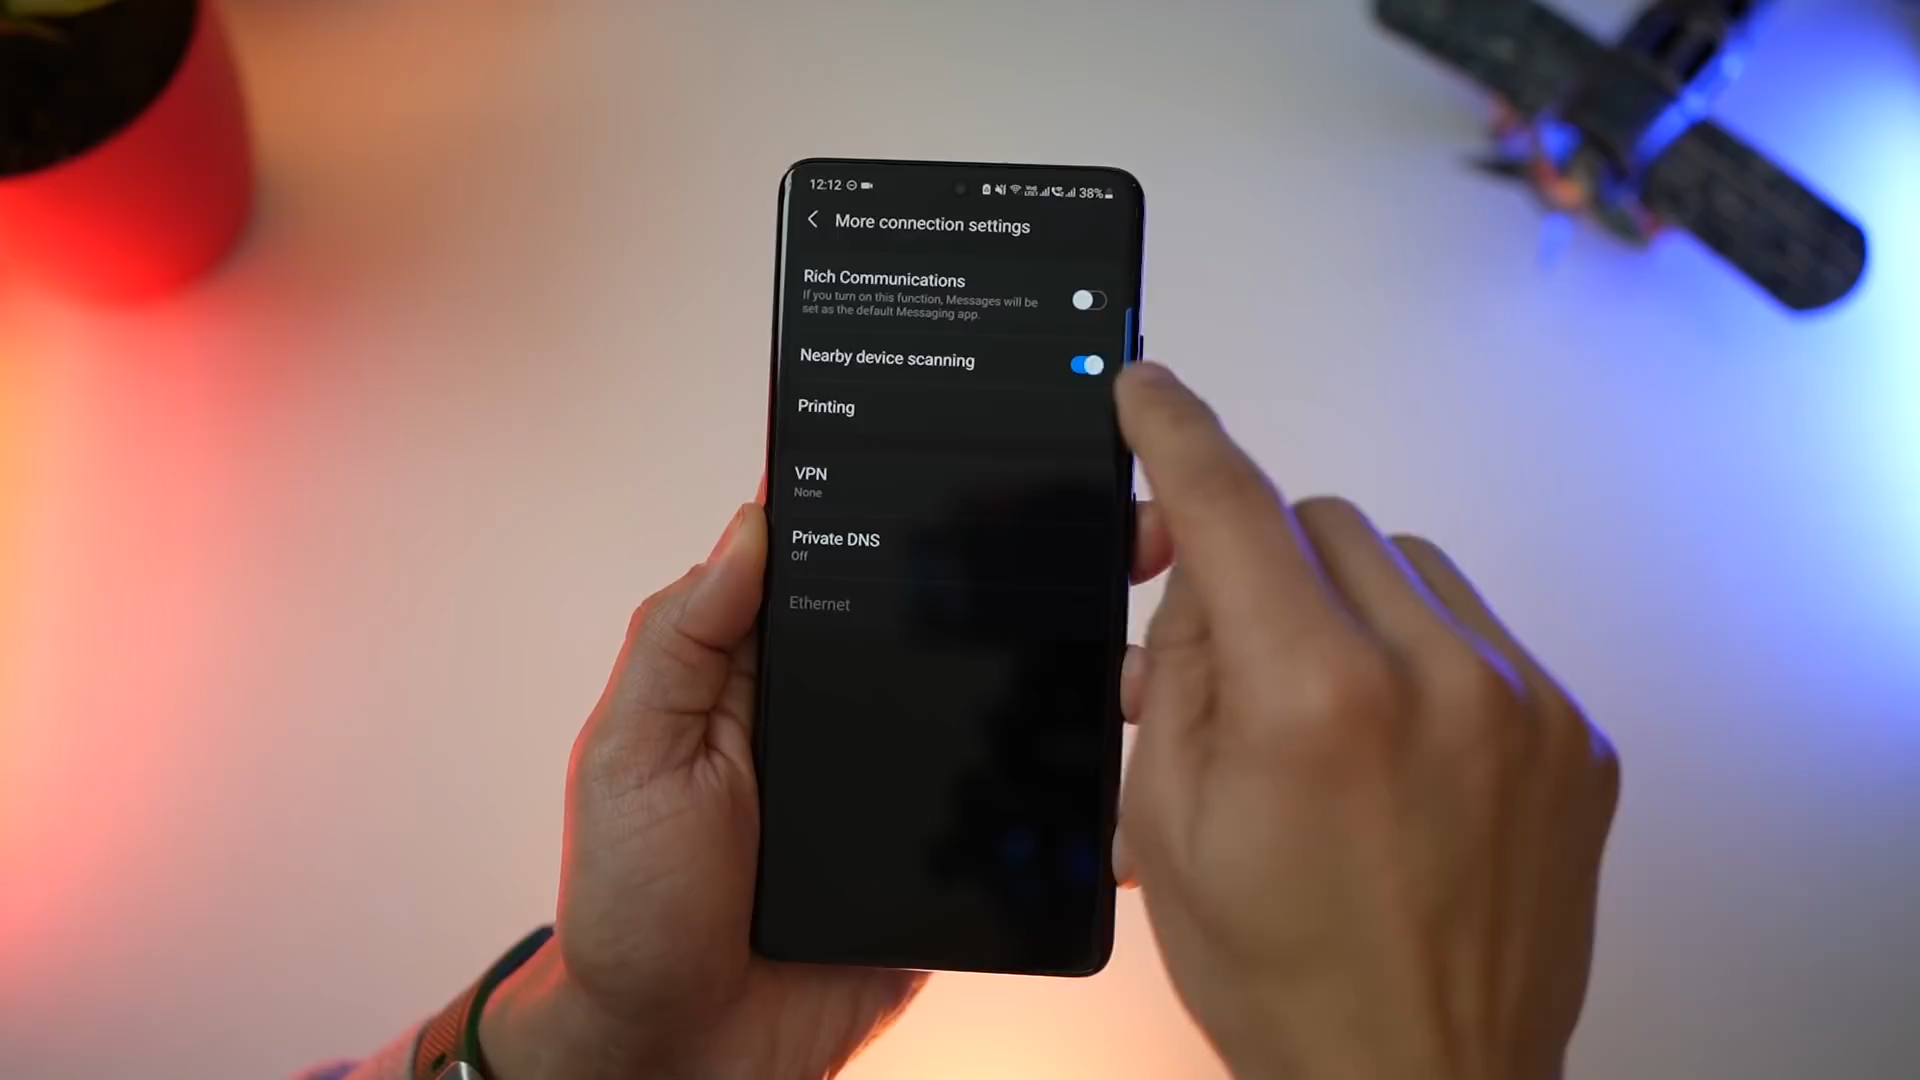 12:12
38%
More connection settings
Rich Communications
If you turn on this function, Messages will be
set as the default Messaging app.
Nearby device scanning
Printing
VPN
None
Private DNS
Off
Ethernet